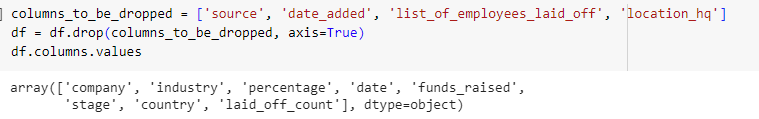 columns_to_be_dropped = ['source', 'date_added', 'list_of_employees_laid_off', 'location_hq']
df = df.drop(columns_to_be_dropped, axis=True)
df.columns.values
array(['company', 'industry', 'percentage', 'date', 'funds_raised',
'stage', 'country', 'laid_off_count'], dtype=object)